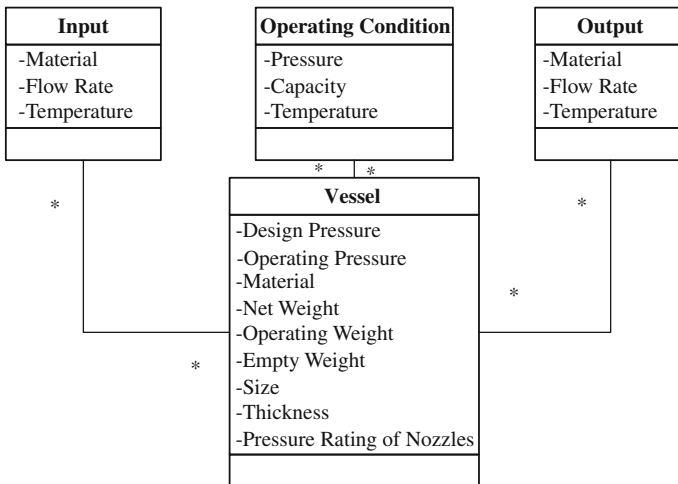 Input
-Material
-Flow Rate
-Temperature
Operating Condition
-Pressure
-Capacity
-Temperature
Output
-Material
-Flow Rate
-Temperature
*
*
*
*
Vessel
-Design Pressure
-Operating Pressure
-Material
-Net Weight
-Operating Weight
-Empty Weight
-Size
-Thickness
-Pressure Rating of Nozzles
*
*